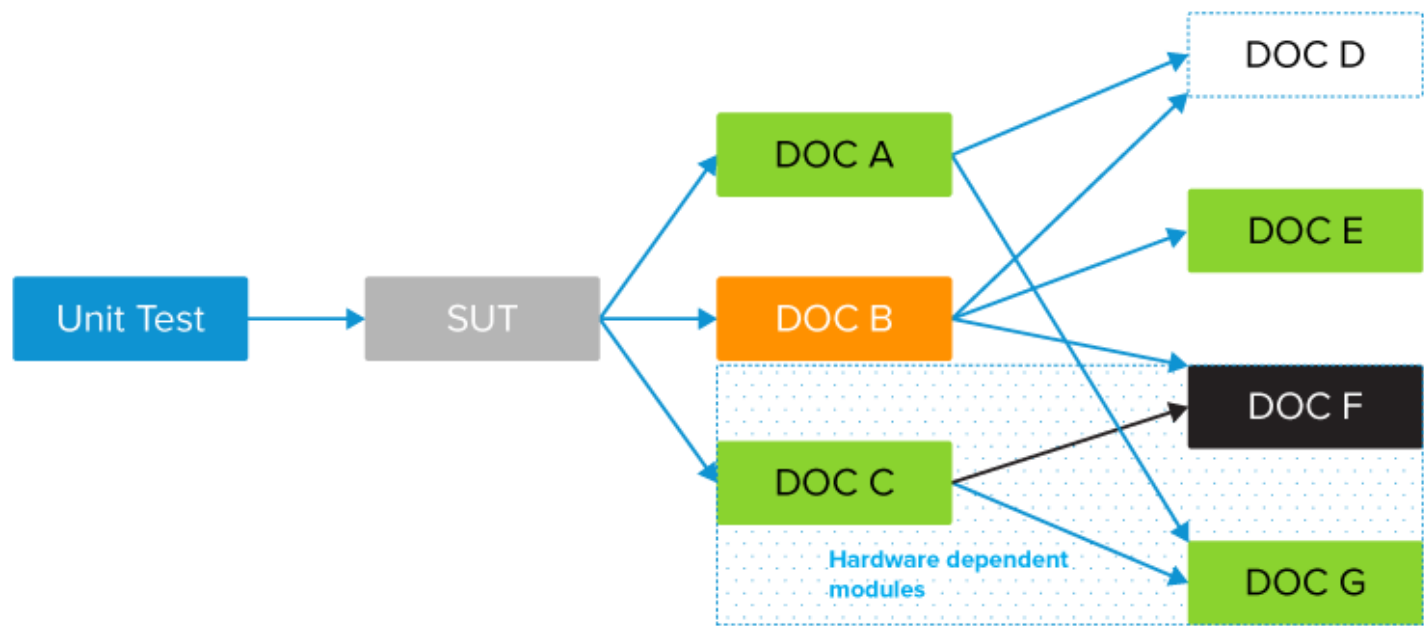 DOC D
DOC A
DOC E
Unit Test
SUT
DOC B
DOC F
DOC C
Hardware dependent
modules
DOC G